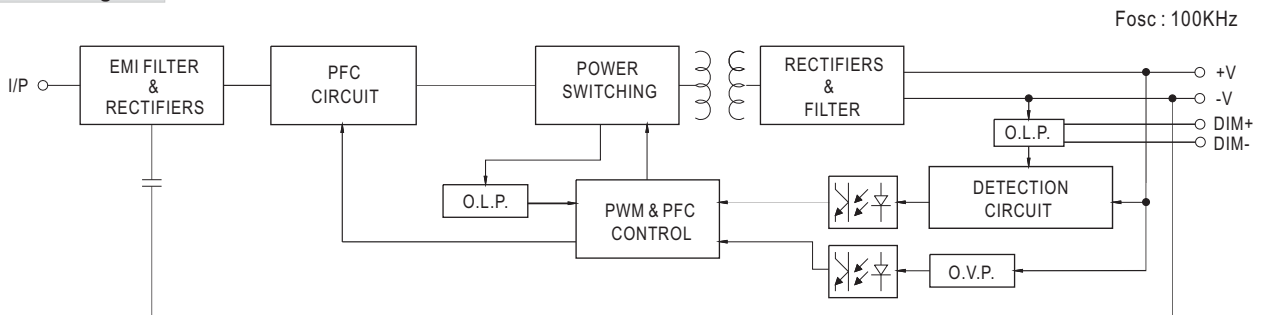 Fosc : 100KHz
I/P
EMI FILTER
&
RECTIFIERS
PFC
CIRCUIT
POWER
SWITCHING
RECTIFIERS
&
FILTER
+V
-V
DIM+
DIM-
O.L.P.
O.L.P.
PWM & PFC
CONTROL
DETECTION
CIRCUIT
O.V.P.